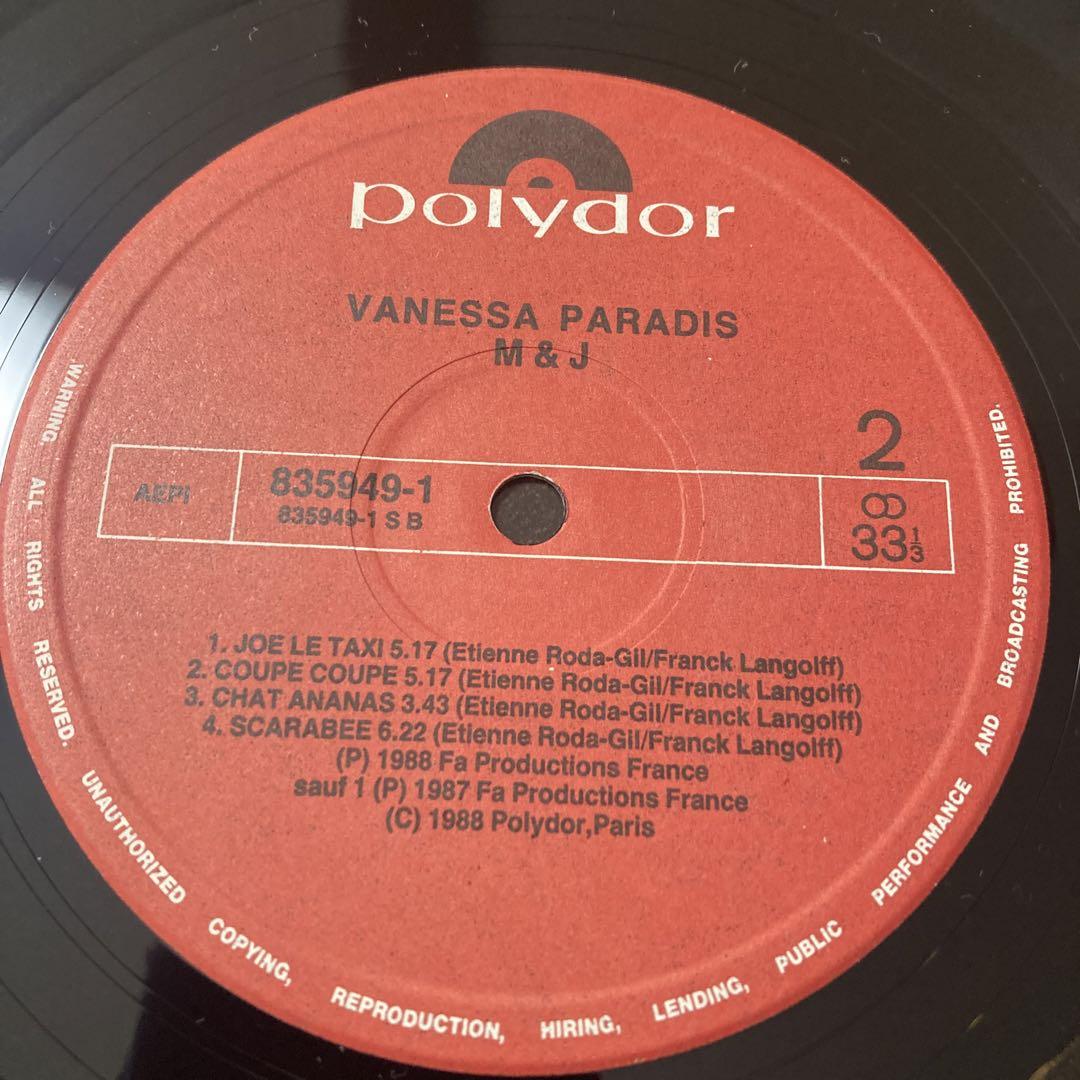 polydor
VANESSA PARADIS
M & J
2
AEPI
835949-1
835949-1 S B
33 1/3
1. JOE LE TAXI 5.17 (Etienne Roda-Gil/Franck Langolff)
2. COUPE COUPE 5.17 (Etienne Roda-Gil/Franck Langolff)
3. CHAT ANANAS 3.43 (Etienne Roda-Gil/Franck Langolff)
4. SCARABEE 6.22 (Etienne Roda-Gil/Franck Langolff)
(P) 1988 Fa Productions France
sauf 1 (P) 1987 Fa Productions France
(C) 1988 Polydor,Paris
WARNING. ALL RIGHTS RESERVED. UNAUTHORIZED COPYING, REPRODUCTION, HIRING, LENDING, PUBLIC PERFORMANCE AND BROADCASTING PROHIBITED.